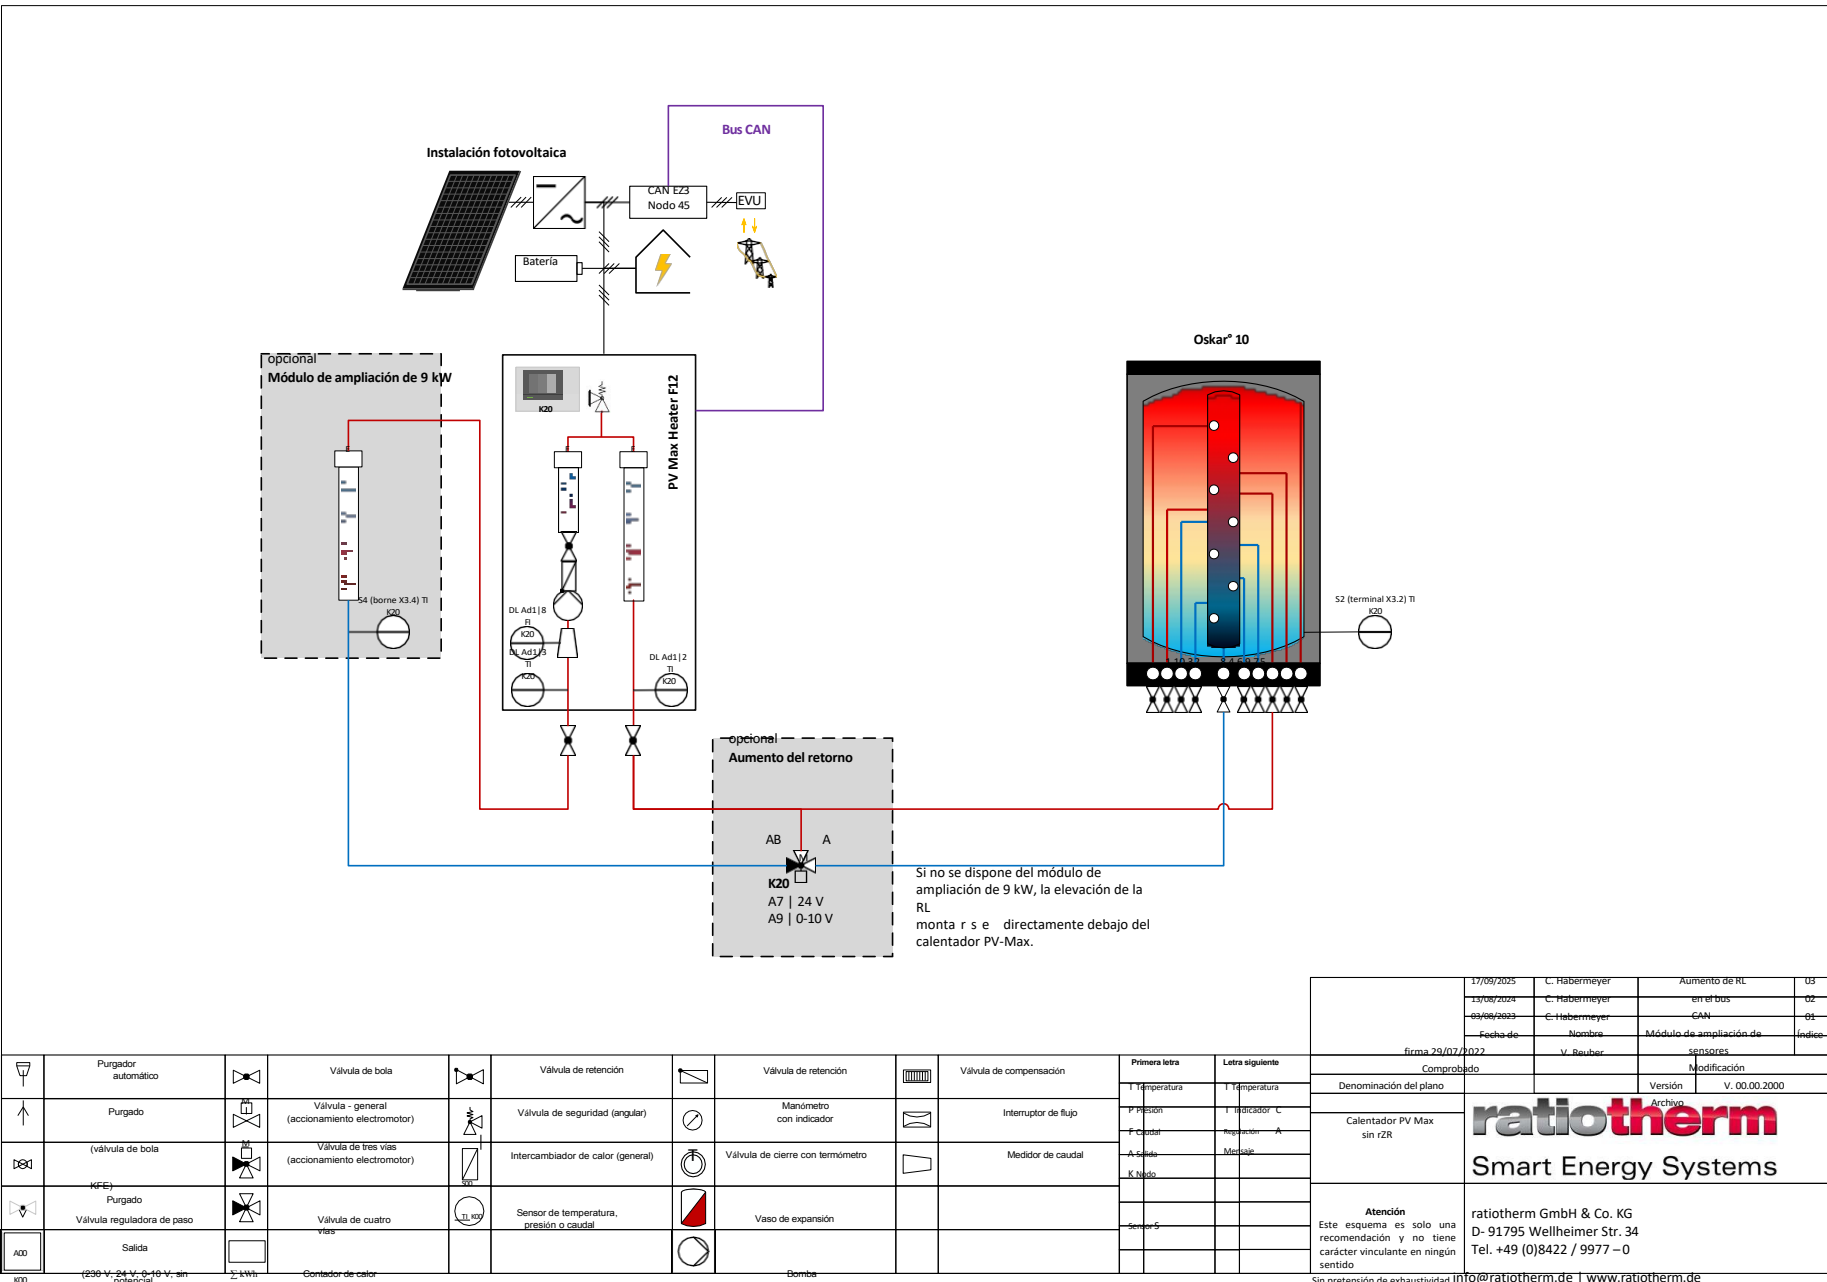 Bus CAN
Instalación fotovoltaica
CAN EZ3
Nodo 45
EVU
Batería
Oskar° 10
opcional
Módulo de ampliación de 9 kW
K20
PV Max Heater F12
F
F
F
S4 (borne X3.4) TI
K20
DL Ad1|8
FI
K20
DL Ad1|3
TI
K20
DL Ad1|2
TI
K20
S2 (terminal X3.2) TI
K20
opcional
Aumento del retorno
AB
A
M
K20
A7 | 24 V
A9 | 0-10 V
Si no se dispone del módulo de
ampliación de 9 kW, la elevación de la
RL
monta r s e directamente debajo del
calentador PV-Max.
17/09/2025 C. Habermeyer Aumento de RL 03
13/08/2024 C. Habermeyer en el bus 02
03/08/2023 C. Habermeyer CAN 01
Fecha de Nombre Módulo de ampliación de Índice
firma 29/07/2022 V. Reuber sensores
Comprobado Modificación
Denominación del plano Versión V. 00.00.2000
Archivo
Calentador PV Max
sin rZR
ratiotherm
Smart Energy Systems
Atención
Este esquema es solo una
recomendación y no tiene
carácter vinculante en ningún
sentido
Sin pretensión de exhaustividad
ratiotherm GmbH & Co. KG
D- 91795 Wellheimer Str. 34
Tel. +49 (0)8422 / 9977 – 0
info@ratiotherm.de | www.ratiotherm.de
Purgador
automático
Válvula de bola
Válvula de retención
Válvula de retención
Válvula de compensación
Purgado
M
Válvula - general
(accionamiento electromotor)
Válvula de seguridad (angular)
Manómetro
con indicador
Interruptor de flujo
(válvula de bola
KFE)
M
Válvula de tres vías
(accionamiento electromotor)
S00
Intercambiador de calor (general)
Válvula de cierre con termómetro
Medidor de caudal
Purgado
Válvula reguladora de paso
Válvula de cuatro
vías
TI K00
Sensor de temperatura,
presión o caudal
Vaso de expansión
A00
K00
Salida
(230 V, 24 V, 0-10 V, sin
potencial
∑ kWh
Contador de calor
Bomba
Primera letra Letra siguiente
T Temperatura T Temperatura
P Presión I Indicador C
F Caudal Regulación A
A Salida Mensaje
K Nodo
Sensor S